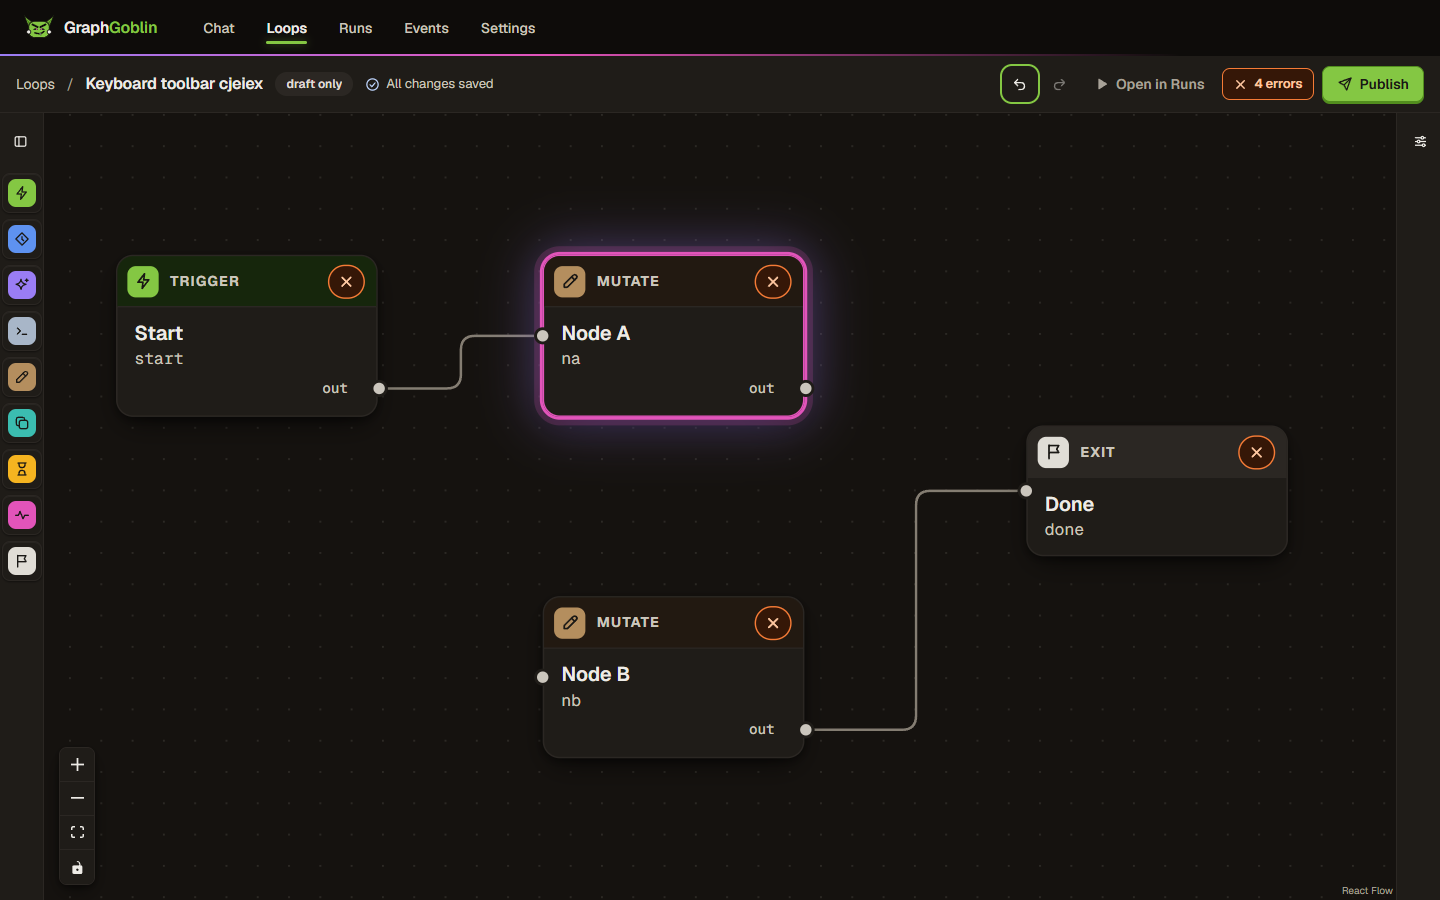 GraphGoblin
Chat
Loops
Runs
Events
Settings
Loops / Keyboard toolbar cjeiex
draft only
All changes saved
Open in Runs
4 errors
Publish
TRIGGER
Start
start
out
MUTATE
Node A
na
out
EXIT
Done
done
MUTATE
Node B
nb
out
React Flow